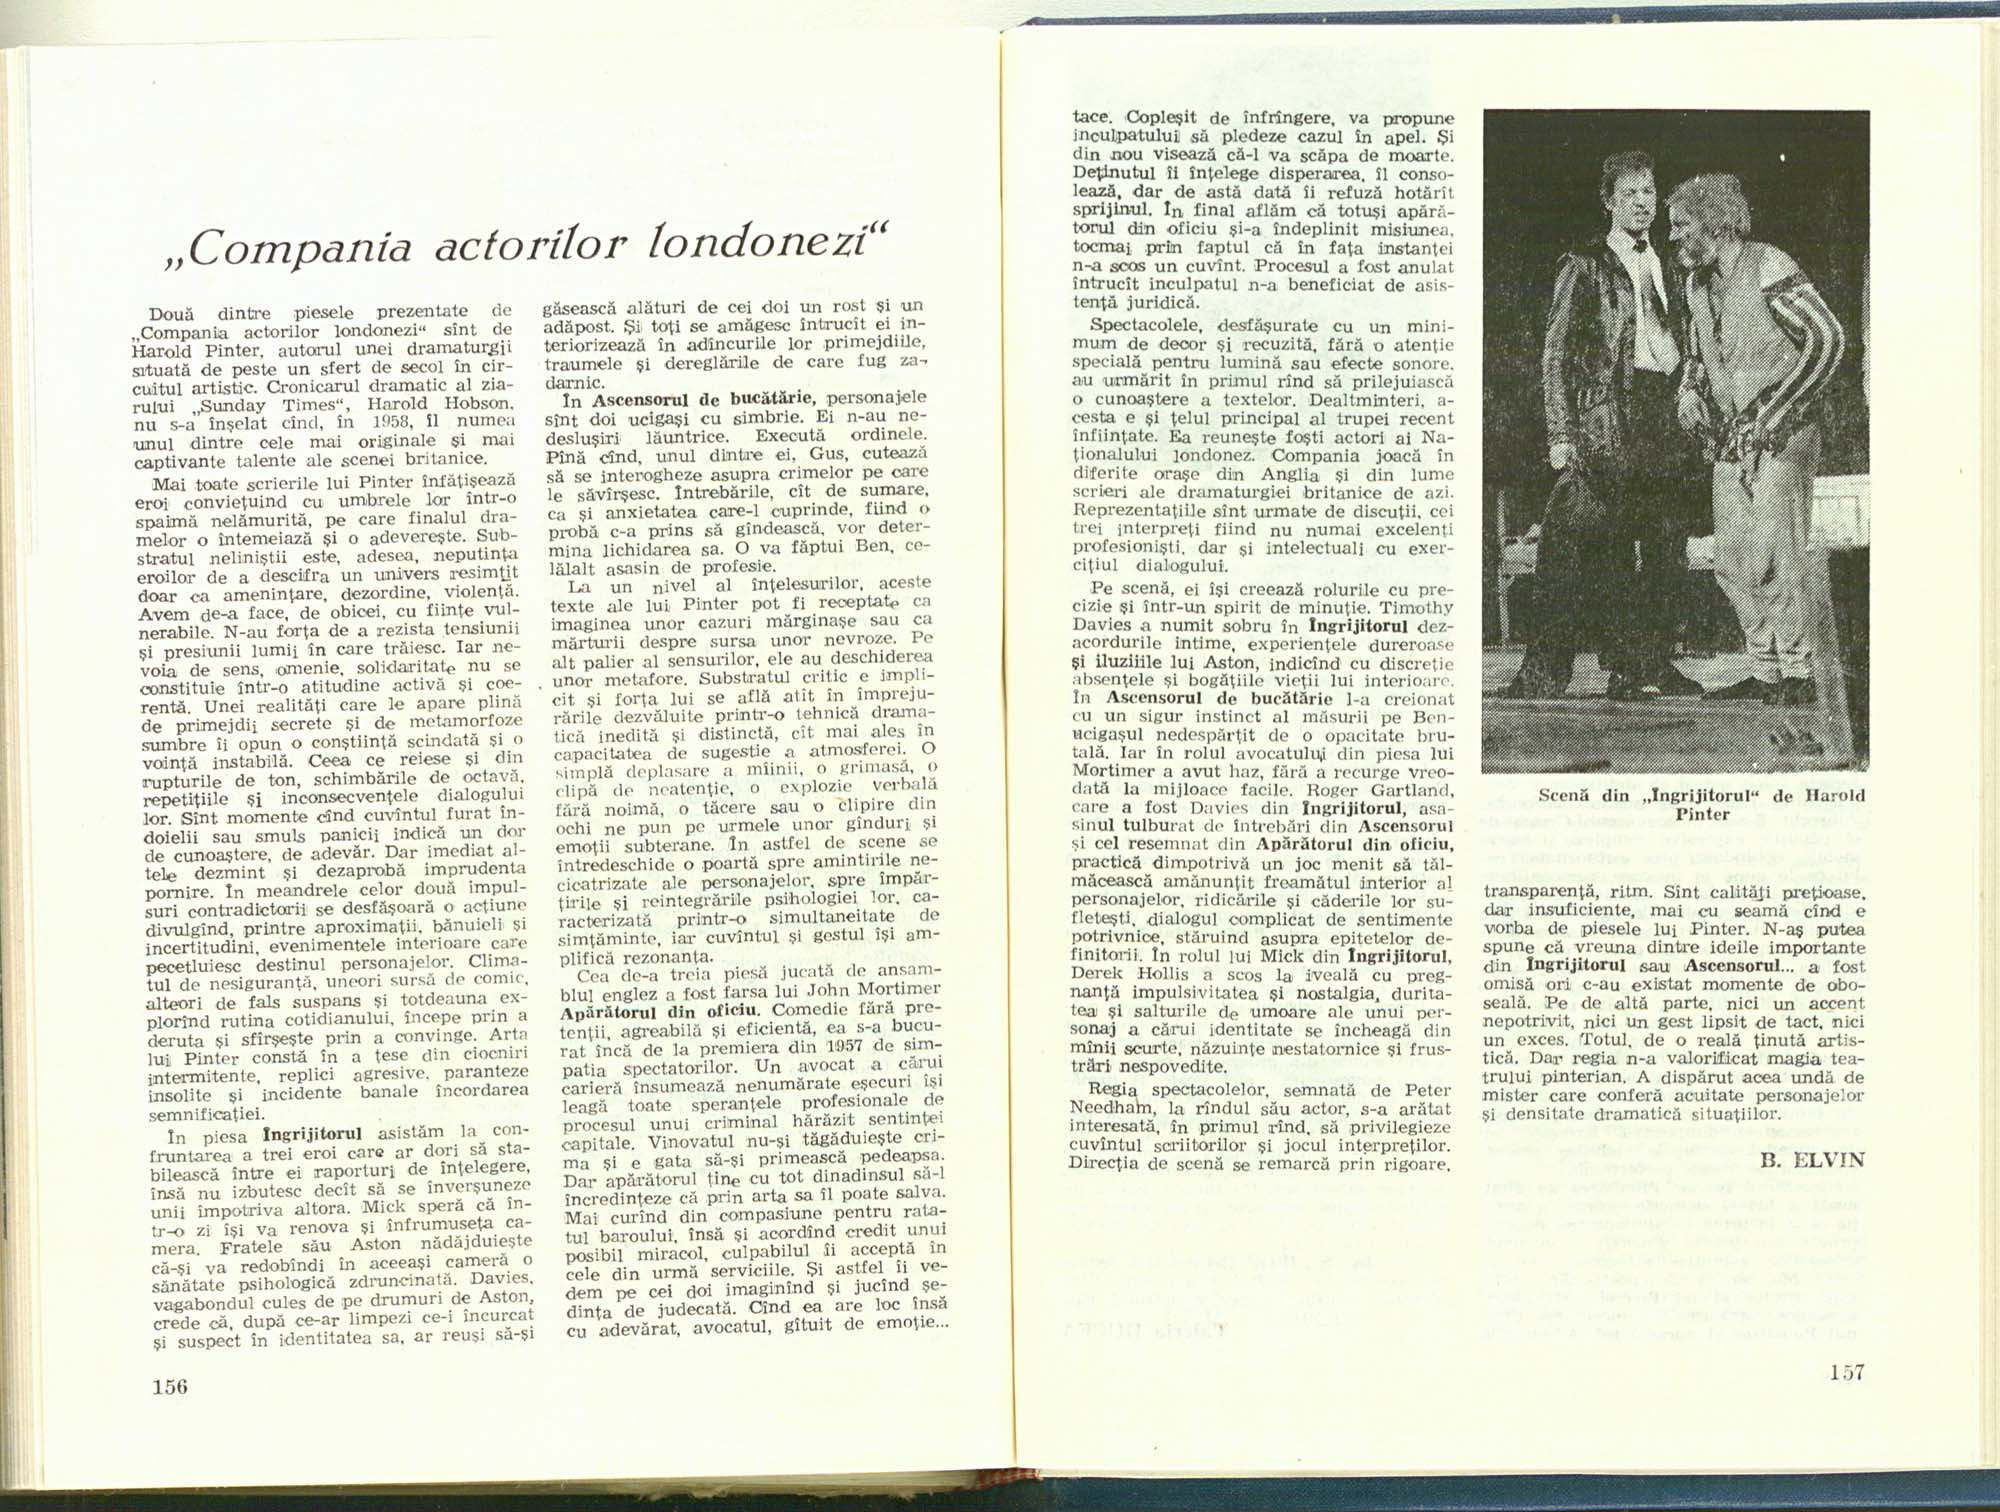 „Compania actorilor londonezi“
Două dintre piesele prezentate de
„Compania actorilor londonezi“ sînt de
Harold Pinter, autorul unei dramaturgii
situată de peste un sfert de secol în cir-
cuitul artistic. Cronicarul dramatic al zia-
rului „Sunday Times“, Harold Hobson,
nu s-a înșelat cînd, în 1958, îl numea
unul dintre cele mai originale și mai
captivante talente ale scenei britanice.
Mai toate scrierile lui Pinter înfățișează
eroi conviețuind cu umbrele lor într-o
spaimă nelămurită, pe care finalul dra-
melor o întemeiază și o adeverește. Sub-
stratul neliniștii este, adesea, neputința
eroilor de a descifra un univers resimțit
doar ca amenințare, dezordine, violență.
Avem de-a face, de obicei, cu ființe vul-
nerabile. N-au forța de a rezista tensiunii
și presiunii lumii în care trăiesc. Iar ne-
voia de sens, omenie, solidaritate nu se
constituie într-o atitudine activă și coe-
rentă. Unei realități care le apare plină
de primejdii secrete și de metamorfoze
sumbre îi opun o conștiință scindată și o
voință instabilă. Ceea ce reiese și din
rupturile de ton, schimbările de octavă,
repetițiile și inconsecvențele dialogului
lor. Sînt momente cînd cuvîntul furat în-
doielii sau smuls panicii indică un dor
de cunoaștere, de adevăr. Dar imediat al-
tele dezmint și dezaprobă imprudenta
pornire. În meandrele celor două impul-
suri contradictorii se desfășoară o acțiune
divulgînd, printre aproximații, bănuieli și
incertitudini, evenimentele interioare care
pecetluiesc destinul personajelor. Clima-
tul de nesiguranță, uneori sursă de comic,
alteori de fals suspans și totdeauna ex-
plorînd rutina cotidianului, începe prin a
deruta și sfîrșește prin a convinge. Arta
lui Pinter constă în a țese din ciocniri
intermitente, replici agresive, paranteze
insolite și incidente banale încordarea
semnificației.
În piesa Îngrijitorul asistăm la con-
fruntarea a trei eroi care ar dori să sta-
bilească între ei raporturi de înțelegere,
însă nu izbutesc decît să se înverșuneze
unii împotriva altora. Mick speră că în-
tr-o zi își va renova și înfrumuseța ca-
mera. Fratele său Aston nădăjduiește
că-și va redobîndi în aceeași cameră o
sănătate psihologică zdruncinată. Davies,
vagabondul cules de pe drumuri de Aston,
crede că, după ce-ar limpezi ce-i încurcat
și suspect în identitatea sa, ar reuși să-și
găsească alături de cei doi un rost și un
adăpost. Și toți se amăgesc întrucît ei in-
teriorizează în adîncurile lor primejdiile,
traumele și dereglările de care fug za-
darnic.
În Ascensorul de bucătărie, personajele
sînt doi ucigași cu simbrie. Ei n-au ne-
deslușiri lăuntrice. Execută ordinele.
Pînă cînd, unul dintre ei, Gus, cutează
să se interogheze asupra crimelor pe care
le săvîrșesc. Întrebările, cît de sumare,
ca și anxietatea care-l cuprinde, fiind o
probă c-a prins să gîndească, vor deter-
mina lichidarea sa. O va făptui Ben, ce-
lălalt asasin de profesie.
La un nivel al înțelesurilor, aceste
texte ale lui Pinter pot fi receptate ca
imaginea unor cazuri mărginașe sau ca
mărturii despre sursa unor nevroze. Pe
alt palier al sensurilor, ele au deschiderea
unor metafore. Substratul critic e impli-
cit și forța lui se află atît în împreju-
rările dezvăluite printr-o tehnică drama-
tică inedită și distinctă, cît mai ales în
capacitatea de sugestie a atmosferei. O
simplă deplasare a mîinii, o grimasă, o
clipă de neatenție, o explozie verbală
fără noimă, o tăcere sau o clipire din
ochi ne pun pe urmele unor gînduri și
emoții subterane. În astfel de scene se
întredeschide o poartă spre amintirile ne-
cicatrizate ale personajelor, spre împăr-
țirile și reintegrările psihologiei lor, ca-
racterizată printr-o simultaneitate de
simțăminte, iar cuvîntul și gestul își am-
plifică rezonanța.
Cea de-a treia piesă jucată de ansam-
blul englez a fost farsa lui John Mortimer
Apărătorul din oficiu. Comedie fără pre-
tenții, agreabilă și eficientă, ea s-a bucu-
rat încă de la premiera din 1957 de sim-
patia spectatorilor. Un avocat a cărui
carieră însumează nenumărate eșecuri își
leagă toate speranțele profesionale de
procesul unui criminal hărăzit sentinței
capitale. Vinovatul nu-și tăgăduiește cri-
ma și e gata să-și primească pedeapsa.
Dar apărătorul ține cu tot dinadinsul să-l
încredințeze că prin arta sa îl poate salva.
Mai curînd din compasiune pentru rata-
tul baroului, însă și acordînd credit unui
posibil miracol, culpabilul îi acceptă în
cele din urmă serviciile. Și astfel îi ve-
dem pe cei doi imaginînd și jucînd șe-
dința de judecată. Cînd ea are loc însă
cu adevărat, avocatul, gîtuit de emoție...
156
tace. Copleșit de înfrîngere, va propune
inculpatului să pledeze cazul în apel. Și
din nou visează că-l va scăpa de moarte.
Deținutul îi înțelege disperarea, îl conso-
lează, dar de astă dată îi refuză hotărît
sprijinul. În final aflăm că totuși apără-
torul din oficiu și-a îndeplinit misiunea,
tocmai prin faptul că în fața instanței
n-a scos un cuvînt. Procesul a fost anulat
întrucît inculpatul n-a beneficiat de asis-
tență juridică.
Spectacolele, desfășurate cu un mini-
mum de decor și recuzită, fără o atenție
specială pentru lumină sau efecte sonore,
au urmărit în primul rînd să prilejuiască
o cunoaștere a textelor. Dealtminteri, a-
cesta e și țelul principal al trupei recent
înființate. Ea reunește foști actori ai Na-
ționalului londonez. Compania joacă în
diferite orașe din Anglia și din lume
scrieri ale dramaturgiei britanice de azi.
Reprezentațiile sînt urmate de discuții, cei
trei interpreți fiind nu numai excelenți
profesioniști, dar și intelectuali cu exer-
cițiul dialogului.
Pe scenă, ei își creează rolurile cu pre-
cizie și într-un spirit de minuție. Timothy
Davies a numit sobru în Îngrijitorul dez-
acordurile intime, experiențele dureroase
și iluziile lui Aston, indicînd cu discreție
absențele și bogățiile vieții lui interioare.
În Ascensorul de bucătărie l-a creionat
cu un sigur instinct al măsurii pe Ben-
ucigașul nedespărțit de o opacitate bru-
tală. Iar în rolul avocatului din piesa lui
Mortimer a avut haz, fără a recurge vreo-
dată la mijloace facile. Roger Gartland,
care a fost Davies din Îngrijitorul, asa-
sinul tulburat de întrebări din Ascensorul
și cel resemnat din Apărătorul din oficiu,
practică dimpotrivă un joc menit să tăl-
măcească amănunțit freamătul interior al
personajelor, ridicările și căderile lor su-
fletești, dialogul complicat de sentimente
potrivnice, stăruind asupra epitetelor de-
finitorii. În rolul lui Mick din Îngrijitorul,
Derek Hollis a scos la iveală cu preg-
nanță impulsivitatea și nostalgia, durita-
tea și salturile de umoare ale unui per-
sonaj a cărui identitate se încheagă din
mînii scurte, năzuințe nestatornice și frus-
trări nespovedite.
Regia spectacolelor, semnată de Peter
Needham, la rîndul său actor, s-a arătat
interesată, în primul rînd, să privilegieze
cuvîntul scriitorilor și jocul interpreților.
Direcția de scenă se remarcă prin rigoare,
Scenă din „Îngrijitorul“ de Harold
Pinter
transparență, ritm. Sînt calități prețioase,
dar insuficiente, mai cu seamă cînd e
vorba de piesele lui Pinter. N-aș putea
spune că vreuna dintre ideile importante
din Îngrijitorul sau Ascensorul... a fost
omisă ori c-au existat momente de obo-
seală. Pe de altă parte, nici un accent
nepotrivit, nici un gest lipsit de tact, nici
un exces. Totul, de o reală ținută artis-
tică. Dar regia n-a valorificat magia tea-
trului pinterian. A dispărut acea undă de
mister care conferă acuitate personajelor
și densitate dramatică situațiilor.
B. ELVIN
157